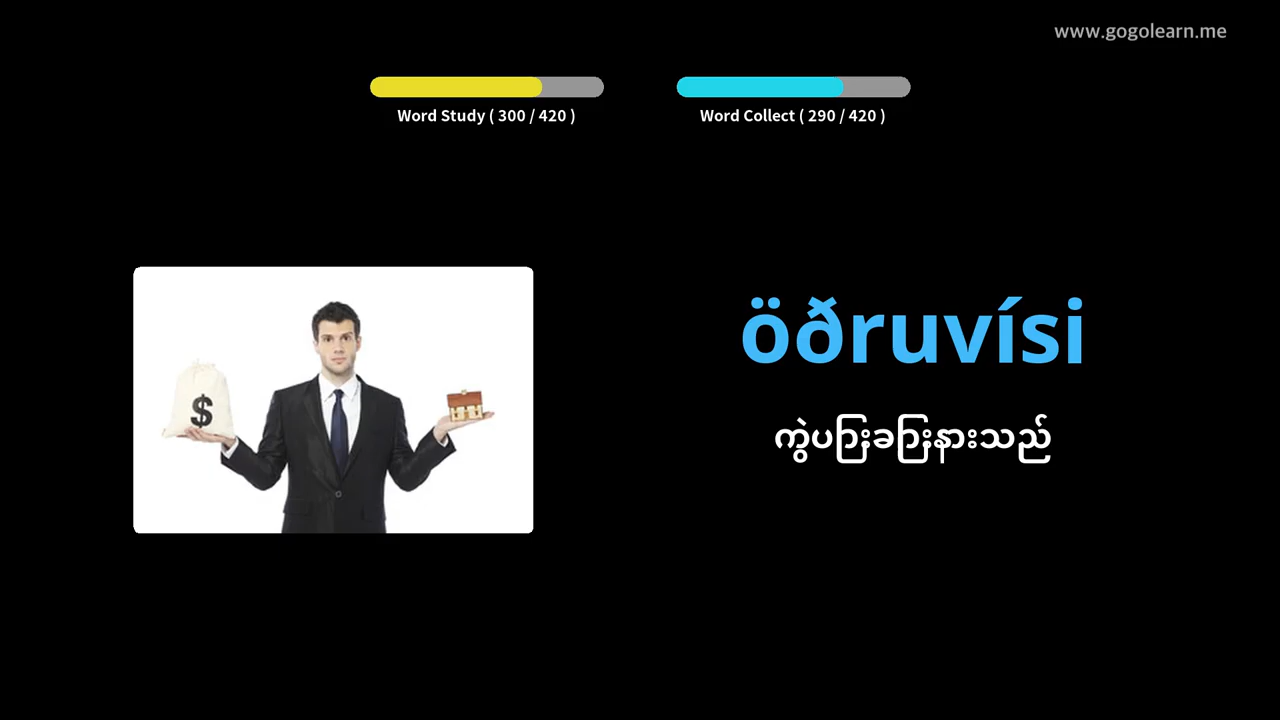 www.gogolearn.me
Word Study ( 300 / 420 )
Word Collect ( 290 / 420 )
$
öðruvísi
ကွဲပြားခြားနားသည်